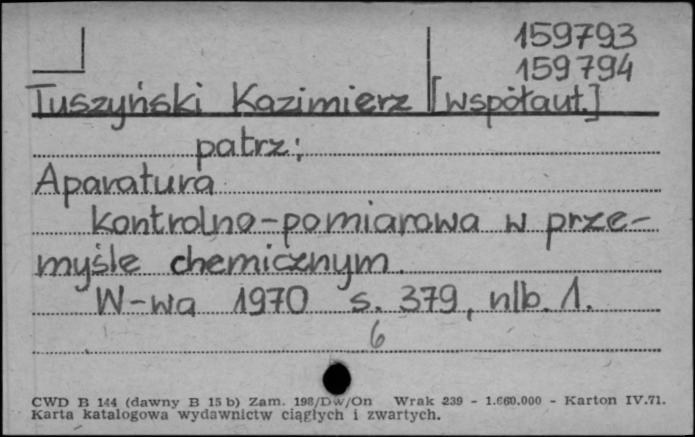 159793
159794
Tuszyński Kazimierz [współaut.]
patrz:
Aparatura
kontrolno-pomiarowa w prze-
myśle chemicznym.
W-wa 1970 s. 379, nlb. 1.
6
CWD B 144 (dawny B 15 b) Zam. 198/Dw/On Wrak 239 - 1.660.000 - Karton IV.71.
Karta katalogowa wydawnictw ciągłych i zwartych.